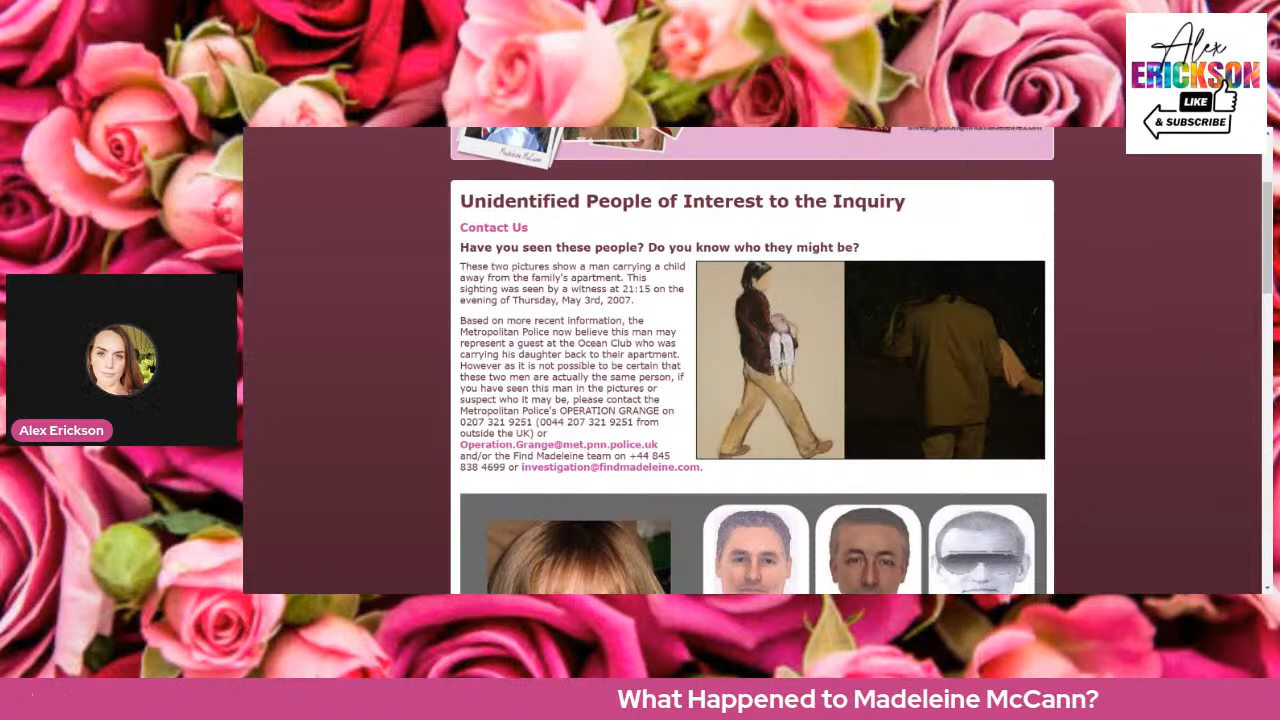 Alex
ERICKSON
LIKE
& SUBSCRIBE
Madeleine McCann
investigation@findmadeleine.com
Unidentified People of Interest to the Inquiry
Contact Us
Have you seen these people? Do you know who they might be?
These two pictures show a man carrying a child
away from the family's apartment. This
sighting was seen by a witness at 21:15 on the
evening of Thursday, May 3rd, 2007.
Based on more recent information, the
Metropolitan Police now believe this man may
represent a guest at the Ocean Club who was
carrying his daughter back to their apartment.
However as it is not possible to be certain that
these two men are actually the same person, if
you have seen this man in the pictures or
suspect who it may be, please contact the
Metropolitan Police's OPERATION GRANGE on
0207 321 9251 (0044 207 321 9251 from
outside the UK) or
Operation.Grange@met.pnn.police.uk
and/or the Find Madeleine team on +44 845
838 4699 or investigation@findmadeleine.com.
Alex Erickson
What Happened to Madeleine McCann?